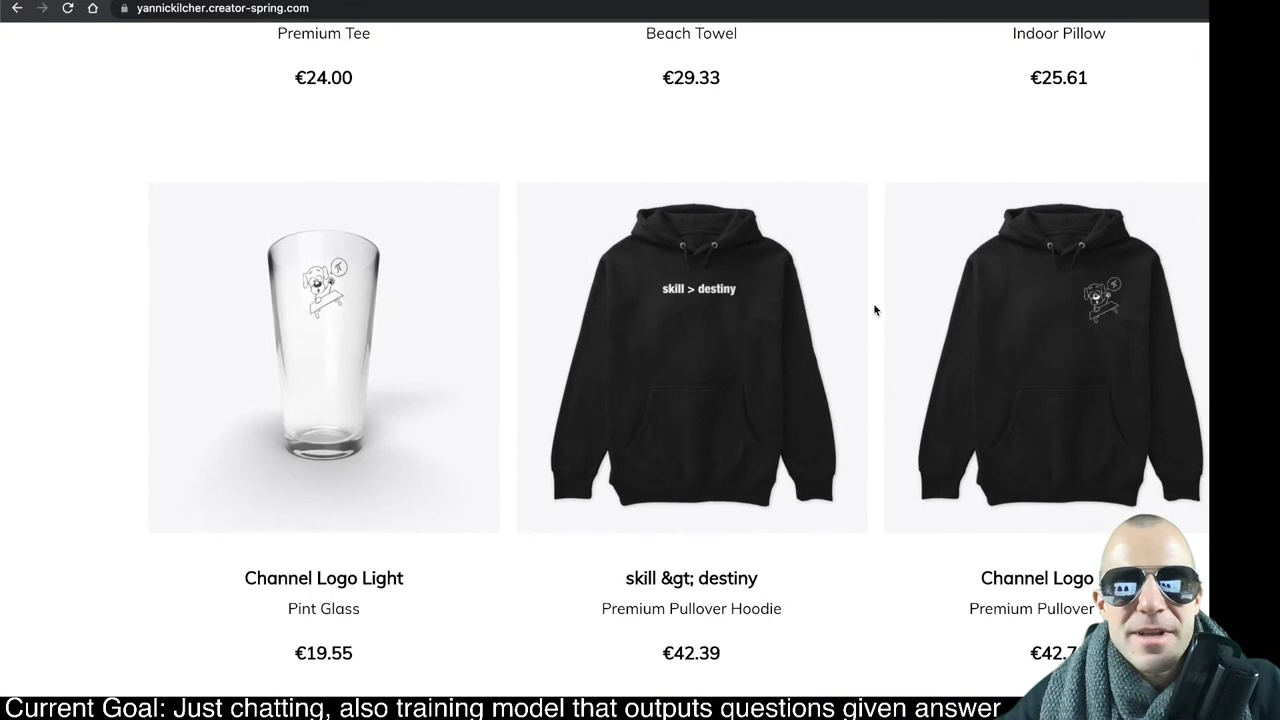 yannickilcher.creator-spring.com
Premium Tee
Beach Towel
Indoor Pillow
€24.00
€29.33
€25.61
π
skill > destiny
π
Channel Logo Light
skill &gt; destiny
Channel Logo
Pint Glass
Premium Pullover Hoodie
Premium Pullover
€19.55
€42.39
€42.7
Current Goal: Just chatting, also training model that outputs questions given answer